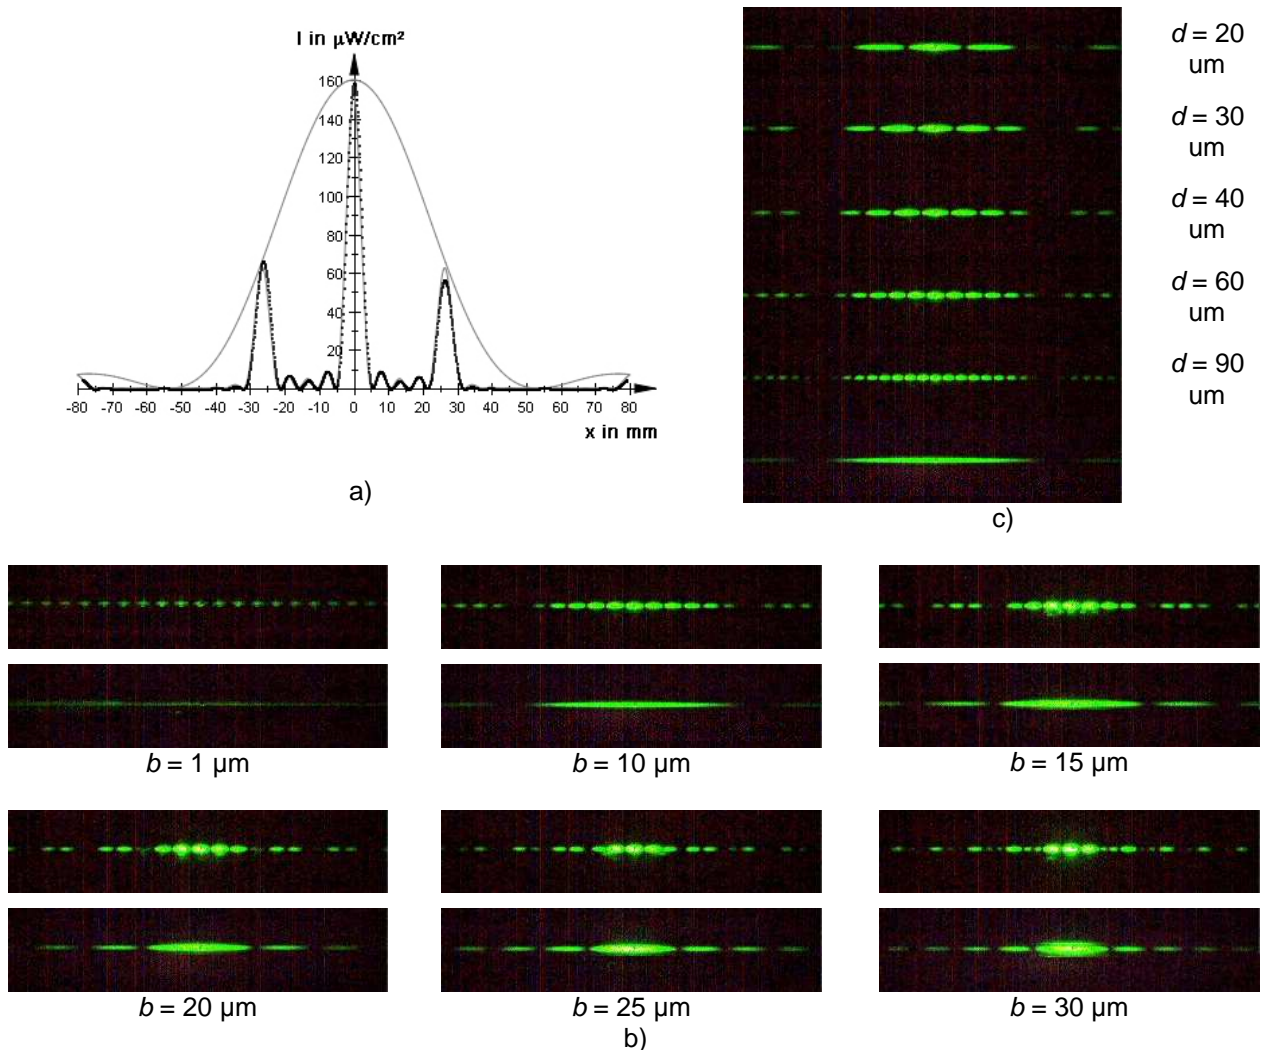 I in µW/cm²
160
140
120
100
80
60
40
20
-80 -70 -60 -50 -40 -30 -20 -10 0 10 20 30 40 50 60 70 80
x in mm
a)
d = 20
um
d = 30
um
d = 40
um
d = 60
um
d = 90
um
c)
b = 1 µm
b = 10 µm
b = 15 µm
b = 20 µm
b = 25 µm
b = 30 µm
b)